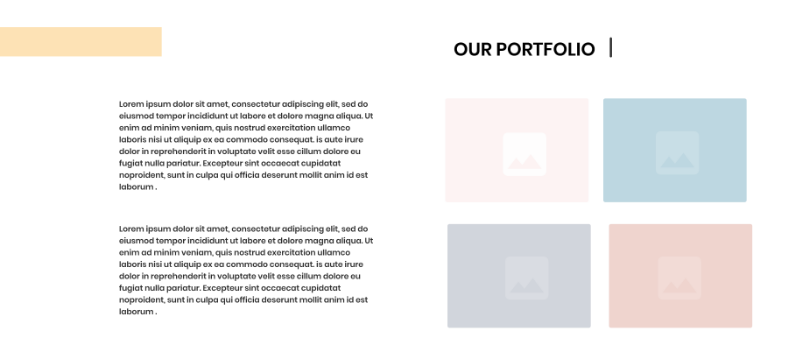 OUR PORTFOLIO |
Lorem ipsum dolor sit amet, consectetur adipiscing elit, sed do
eiusmod tempor incididunt ut labore et dolore magna aliqua. Ut
enim ad minim veniam, quis nostrud exercitation ullamco
laboris nisi ut aliquip ex ea commodo consequat. is aute irure
dolor in reprehenderit in voluptate velit esse cillum dolore eu
fugiat nulla pariatur. Excepteur sint occaecat cupidatat
noproident, sunt in culpa qui officia deserunt mollit anim id est
laborum .
Lorem ipsum dolor sit amet, consectetur adipiscing elit, sed do
eiusmod tempor incididunt ut labore et dolore magna aliqua. Ut
enim ad minim veniam, quis nostrud exercitation ullamco
laboris nisi ut aliquip ex ea commodo consequat. is aute irure
dolor in reprehenderit in voluptate velit esse cillum dolore eu
fugiat nulla pariatur. Excepteur sint occaecat cupidatat
noproident, sunt in culpa qui officia deserunt mollit anim id est
laborum .